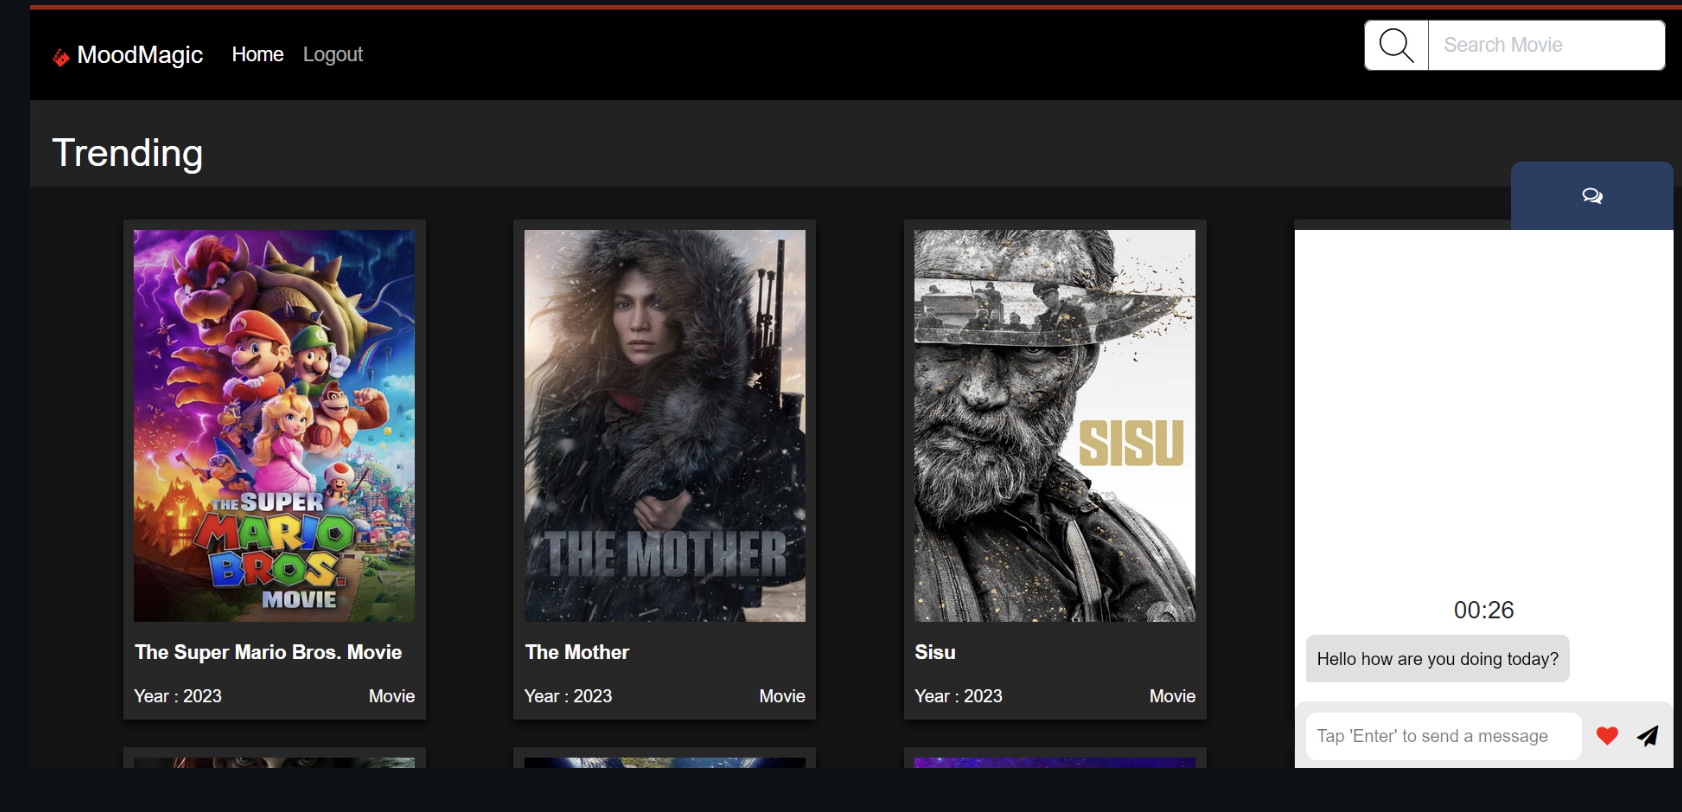 MoodMagic
Home
Logout
Search Movie
Trending
THE SUPER
MARIO
BROS.
MOVIE
The Super Mario Bros. Movie
Year : 2023
Movie
THE MOTHER
The Mother
Year : 2023
Movie
SISU
Sisu
Year : 2023
Movie
00:26
Hello how are you doing today?
Tap 'Enter' to send a message